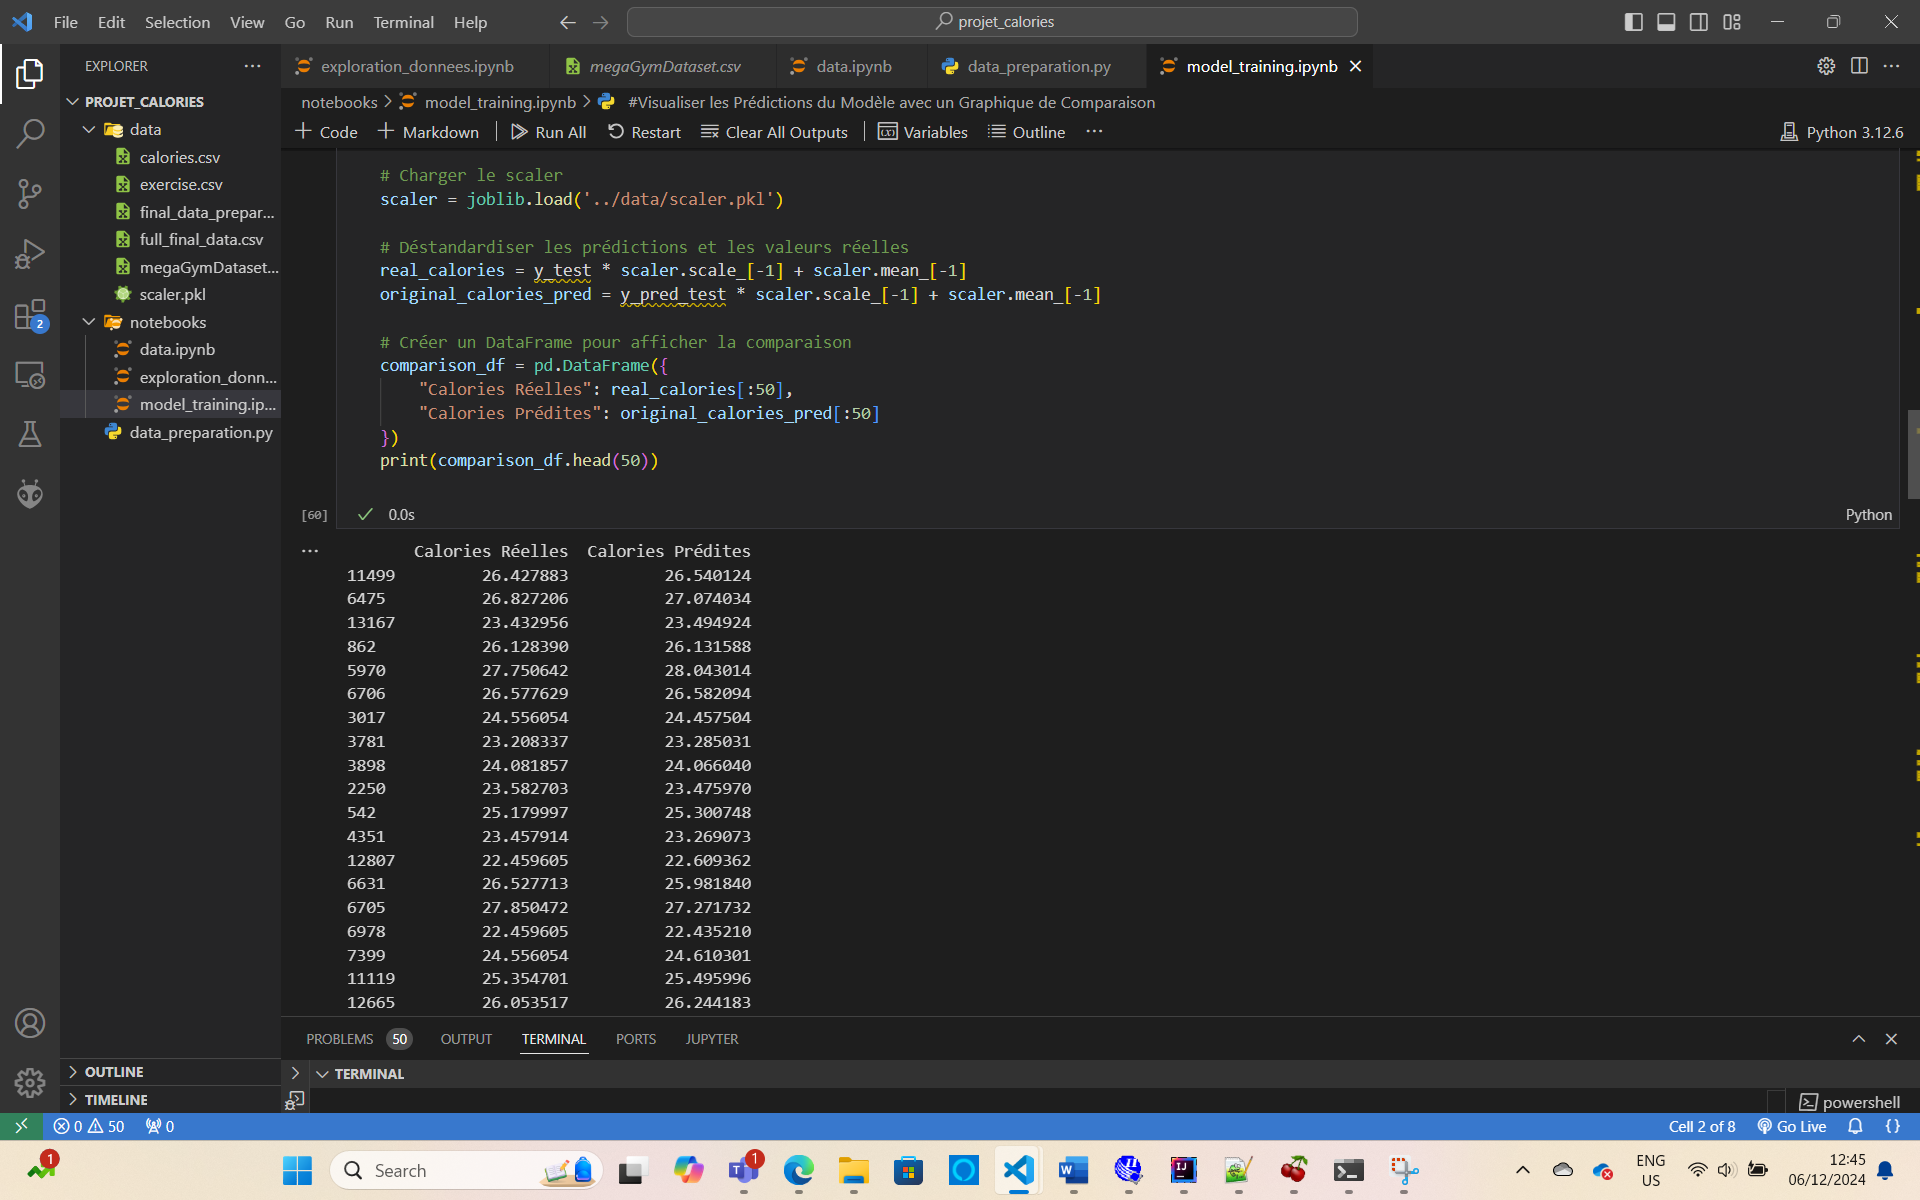 File Edit Selection View Go Run Terminal Help
projet_calories
EXPLORER
exploration_donnees.ipynb
megaGymDataset.csv
data.ipynb
data_preparation.py
model_training.ipynb
PROJET_CALORIES
data
calories.csv
exercise.csv
final_data_prepar...
full_final_data.csv
megaGymDataset...
scaler.pkl
notebooks
data.ipynb
exploration_donn...
model_training.ip...
data_preparation.py
2
notebooks > model_training.ipynb > #Visualiser les Prédictions du Modèle avec un Graphique de Comparaison
+ Code + Markdown Run All Restart Clear All Outputs Variables Outline ...
Python 3.12.6
# Charger le scaler
scaler = joblib.load('../data/scaler.pkl')
# Déstandardiser les prédictions et les valeurs réelles
real_calories = y_test * scaler.scale_[-1] + scaler.mean_[-1]
original_calories_pred = y_pred_test * scaler.scale_[-1] + scaler.mean_[-1]
# Créer un DataFrame pour afficher la comparaison
comparison_df = pd.DataFrame({
"Calories Réelles": real_calories[:50],
"Calories Prédites": original_calories_pred[:50]
})
print(comparison_df.head(50))
[60] 0.0s
Python
... Calories Réelles Calories Prédites
11499 26.427883 26.540124
6475 26.827206 27.074034
13167 23.432956 23.494924
862 26.128390 26.131588
5970 27.750642 28.043014
6706 26.577629 26.582094
3017 24.556054 24.457504
3781 23.208337 23.285031
3898 24.081857 24.066040
2250 23.582703 23.475970
542 25.179997 25.300748
4351 23.457914 23.269073
12807 22.459605 22.609362
6631 26.527713 25.981840
6705 27.850472 27.271732
6978 22.459605 22.435210
7399 24.556054 24.610301
11119 25.354701 25.495996
12665 26.053517 26.244183
PROBLEMS 50 OUTPUT TERMINAL PORTS JUPYTER
TERMINAL
powershell
OUTLINE
TIMELINE
0 50 0
Cell 2 of 8
Go Live
{}
1
Search
1
ENG
US
12:45
06/12/2024